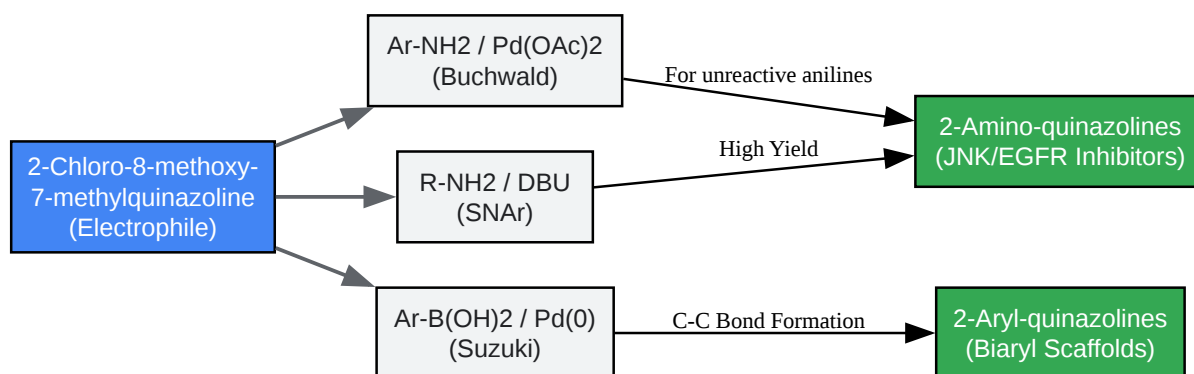 Ar-NH2 / Pd(OAc)2
(Buchwald)
For unreactive anilines
2-Chloro-8-methoxy-
7-methylquinazoline
(Electrophile)
R-NH2 / DBU
(SNAr)
High Yield
2-Amino-quinazolines
(JNK/EGFR Inhibitors)
Ar-B(OH)2 / Pd(0)
(Suzuki)
C-C Bond Formation
2-Aryl-quinazolines
(Biaryl Scaffolds)